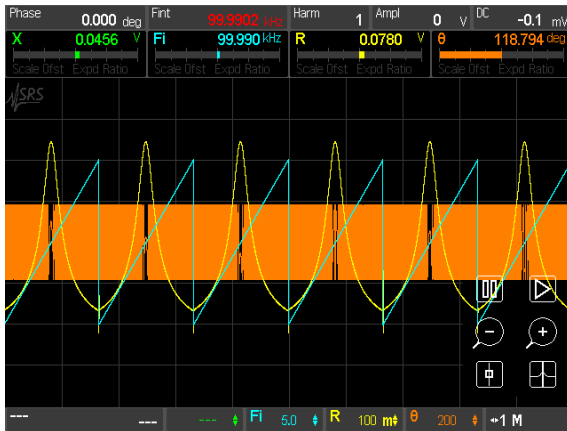 Phase 0.000 deg Fint 99.9902 kHz Harm 1 Ampl 0 V DC -0.1 mV
X 0.0456 V Fi 99.990 kHz R 0.0780 V θ 118.794 deg
Scale Ofst Expd Ratio Scale Ofst Expd Ratio Scale Ofst Expd Ratio Scale Ofst Expd Ratio
SRS
--- --- --- Fi 5.0 R 100 m θ 200 1 M